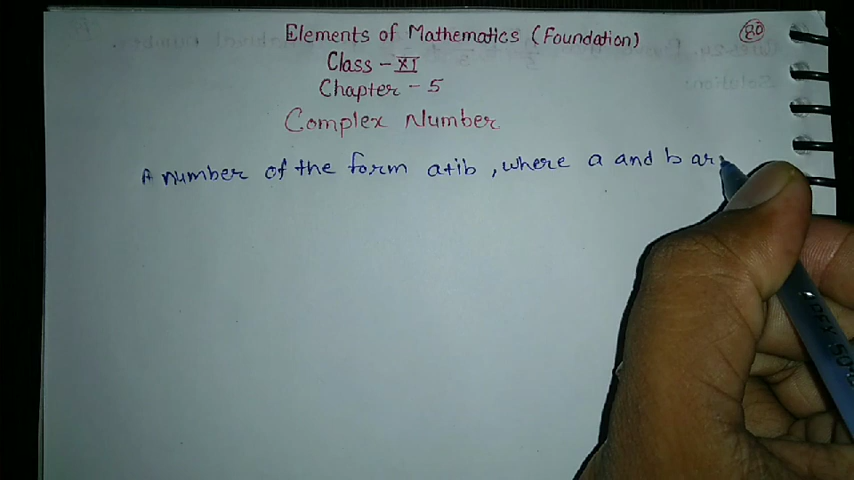 Elements of Mathematics (Foundation)
80
Class - XI
Chapter - 5
Complex Number
A number of the form a+ib, where a and b ar